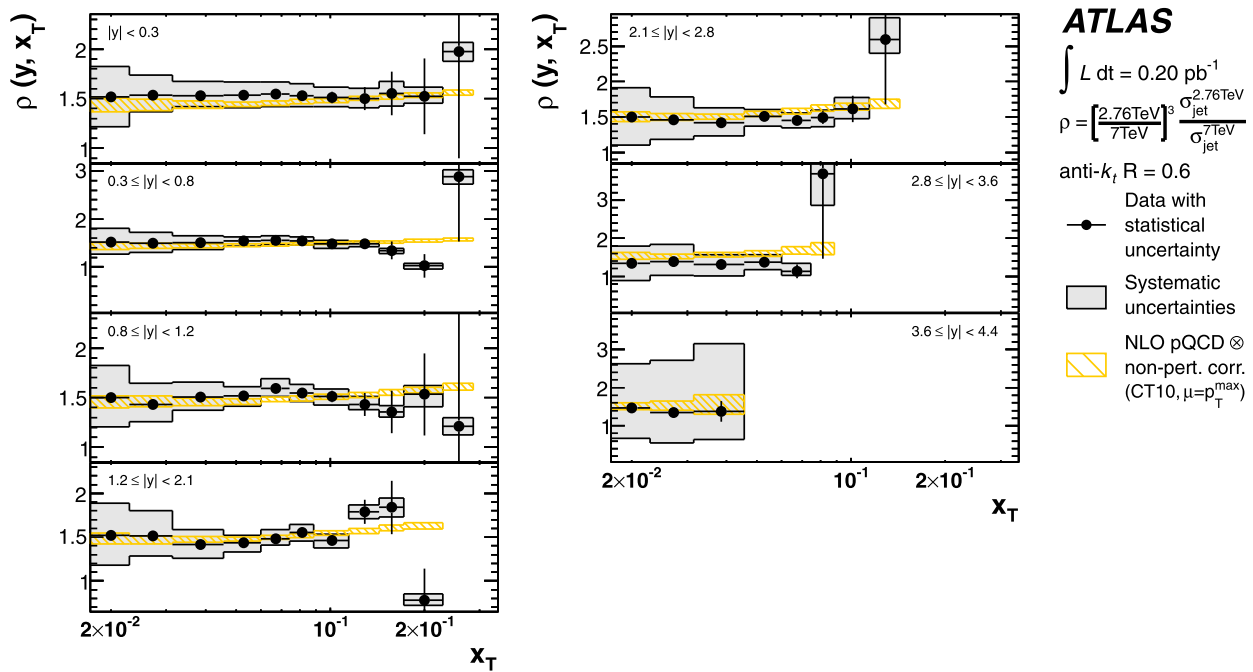 ρ (y, x_T)
|y| < 0.3
2
1.5
1
0.3 ≤ |y| < 0.8
3
2
1
0.8 ≤ |y| < 1.2
2
1.5
1
1.2 ≤ |y| < 2.1
2
1.5
1
2×10⁻² 10⁻¹ 2×10⁻¹
x_T
ρ (y, x_T)
2.1 ≤ |y| < 2.8
2.5
2
1.5
1
2.8 ≤ |y| < 3.6
3
2
1
3.6 ≤ |y| < 4.4
3
2
1
2×10⁻² 10⁻¹ 2×10⁻¹
x_T
ATLAS
∫ L dt = 0.20 pb⁻¹
ρ = [2.76TeV/7TeV]³ σ_jet^2.76TeV/σ_jet^7TeV
anti-k_t R = 0.6
Data with
statistical
uncertainty
Systematic
uncertainties
NLO pQCD ⊗
non-pert. corr.
(CT10, μ=p_T^max)